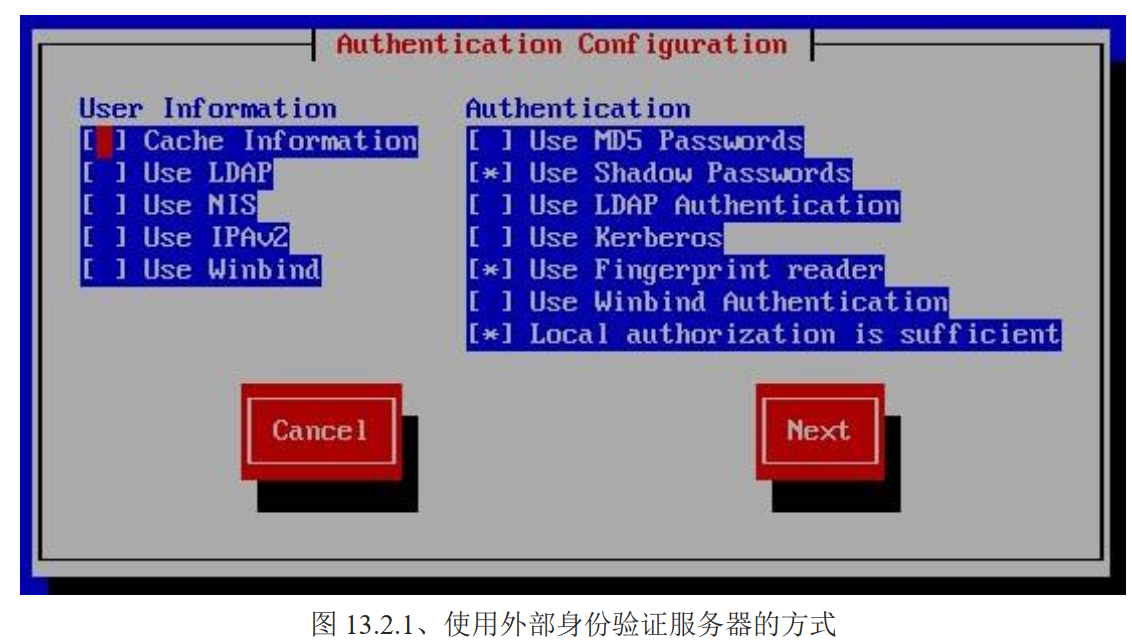 Authentication Configuration
User Information
[ ] Cache Information
[ ] Use LDAP
[ ] Use NIS
[ ] Use IPAv2
[ ] Use Winbind
Authentication
[ ] Use MD5 Passwords
[*] Use Shadow Passwords
[ ] Use LDAP Authentication
[ ] Use Kerberos
[*] Use Fingerprint reader
[ ] Use Winbind Authentication
[*] Local authorization is sufficient
Cancel
Next
图 13.2.1、使用外部身份验证服务器的方式